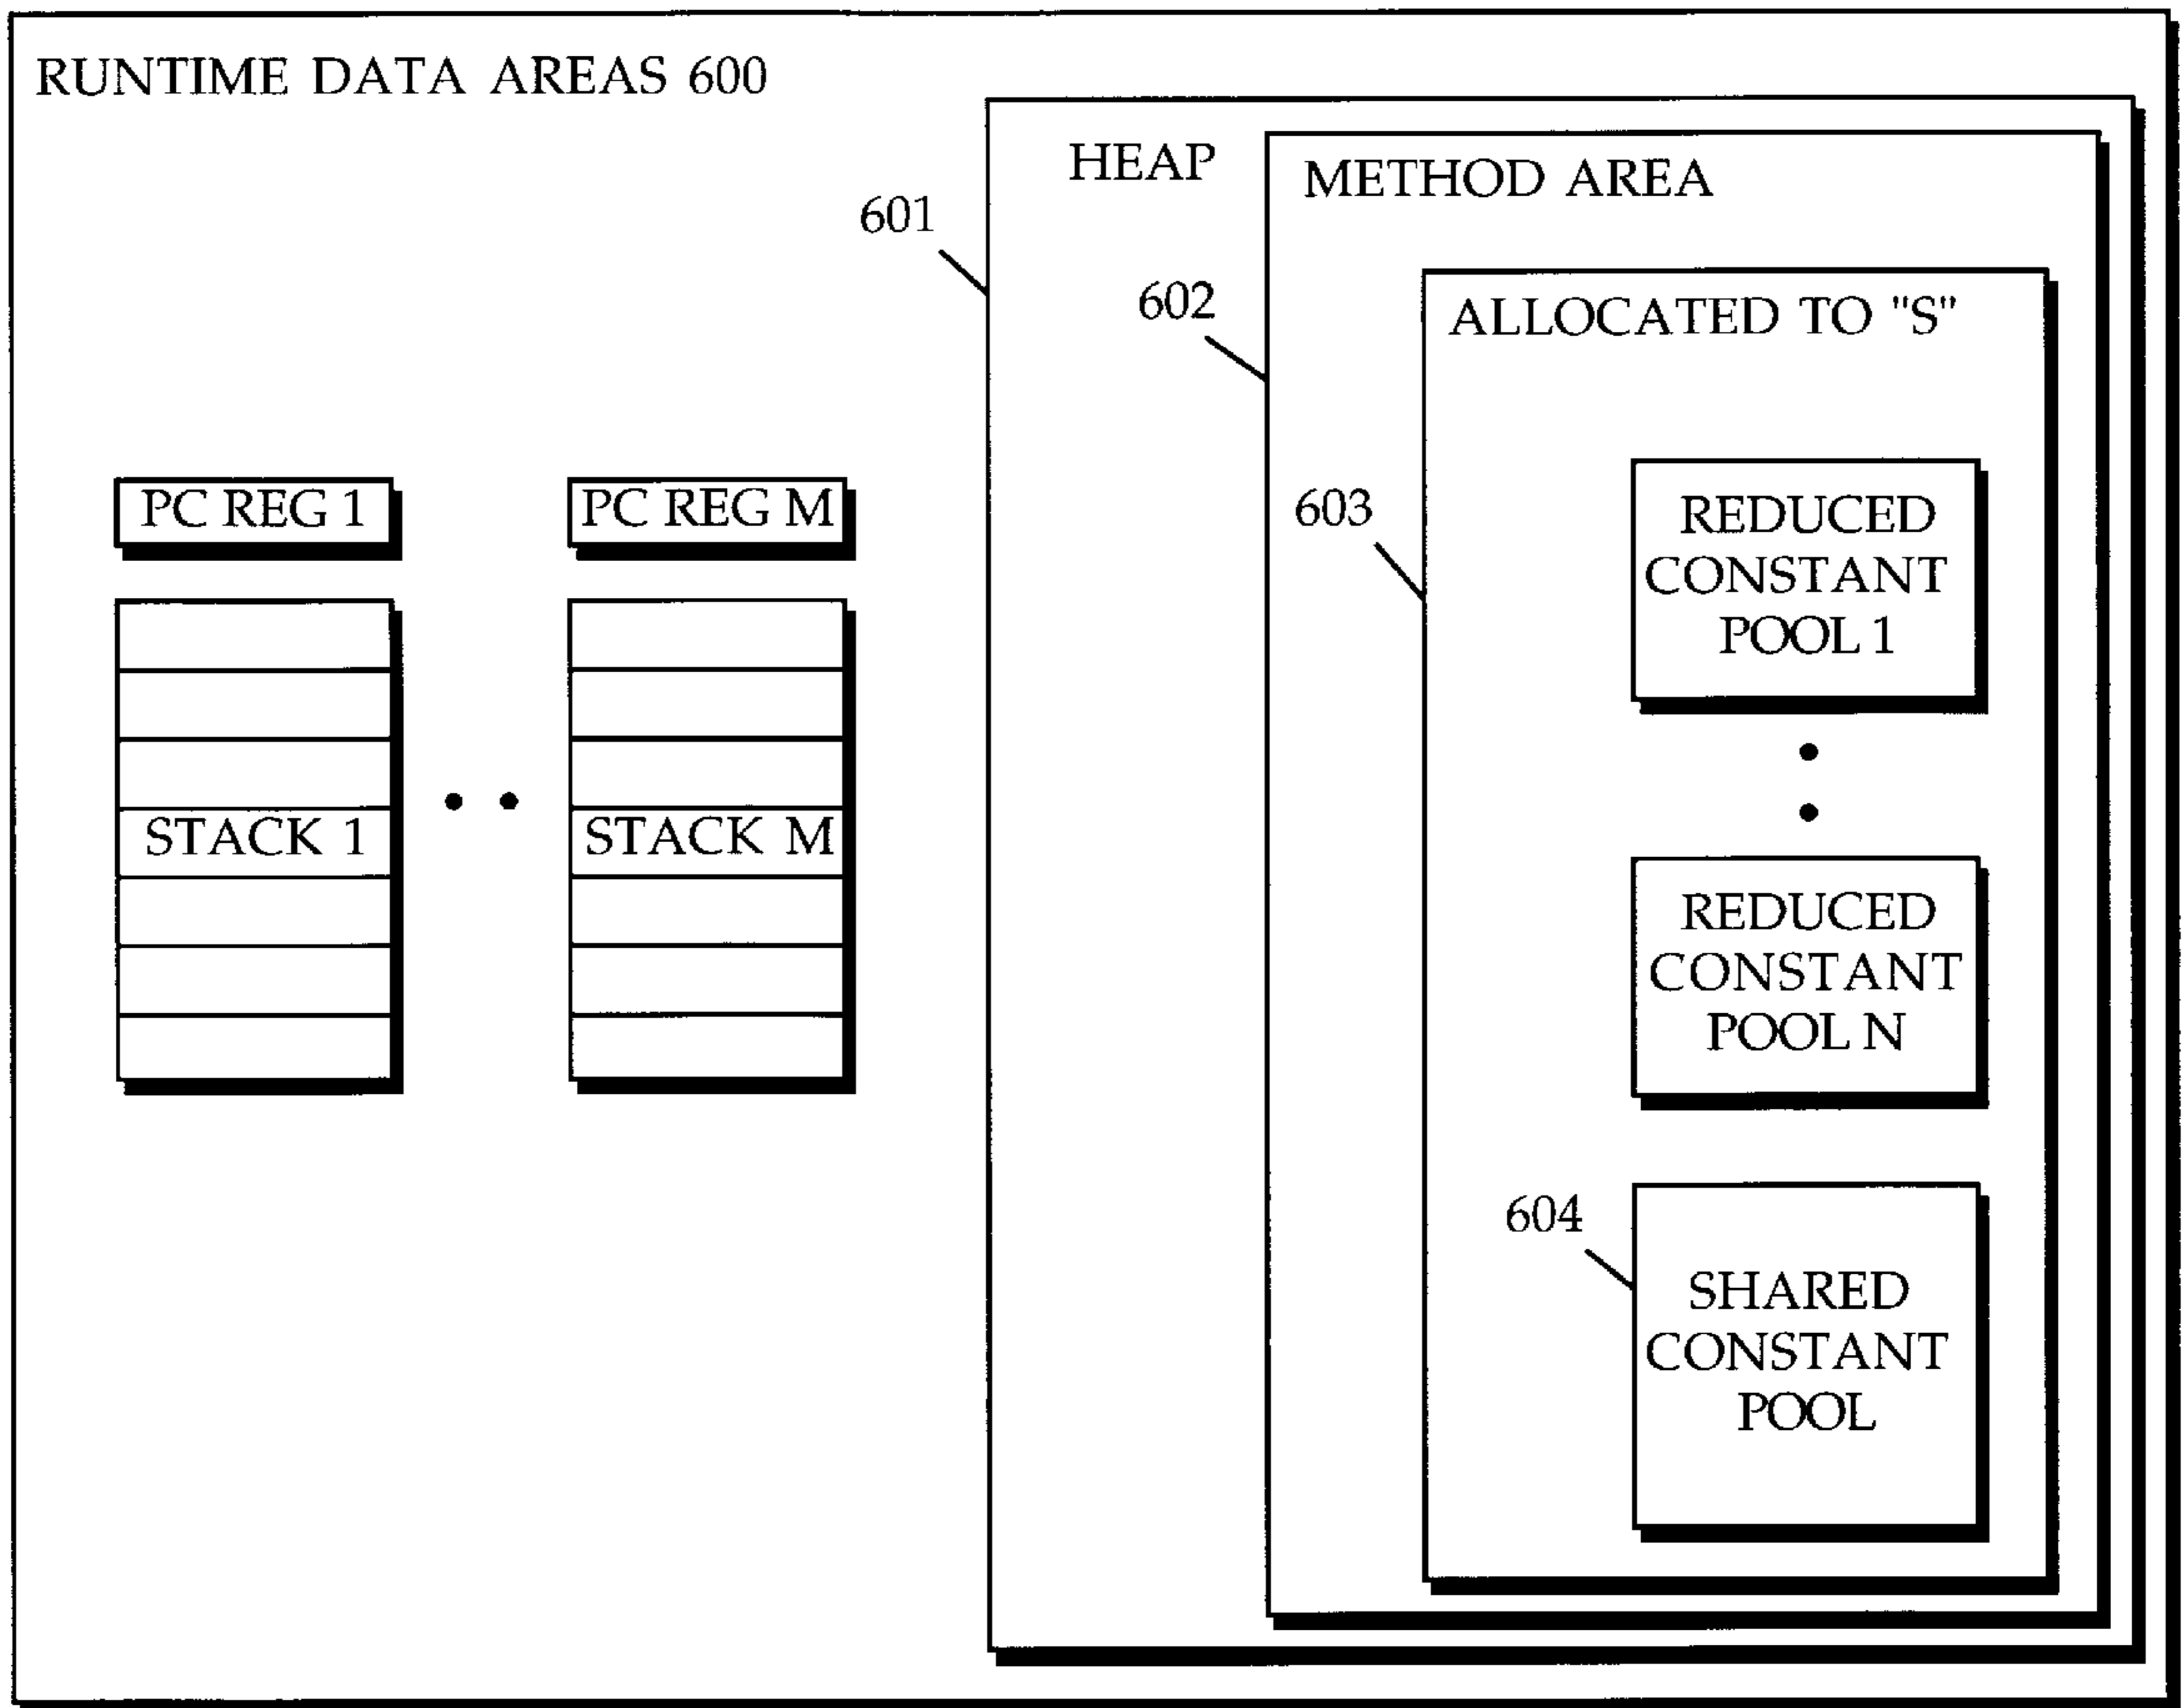 RUNTIME DATA AREAS 600
HEAP
METHOD AREA
601
602
ALLOCATED TO "S"
603
PC REG 1
PC REG M
REDUCED
CONSTANT
POOL 1
STACK 1
STACK M
REDUCED
CONSTANT
POOL N
604
SHARED
CONSTANT
POOL